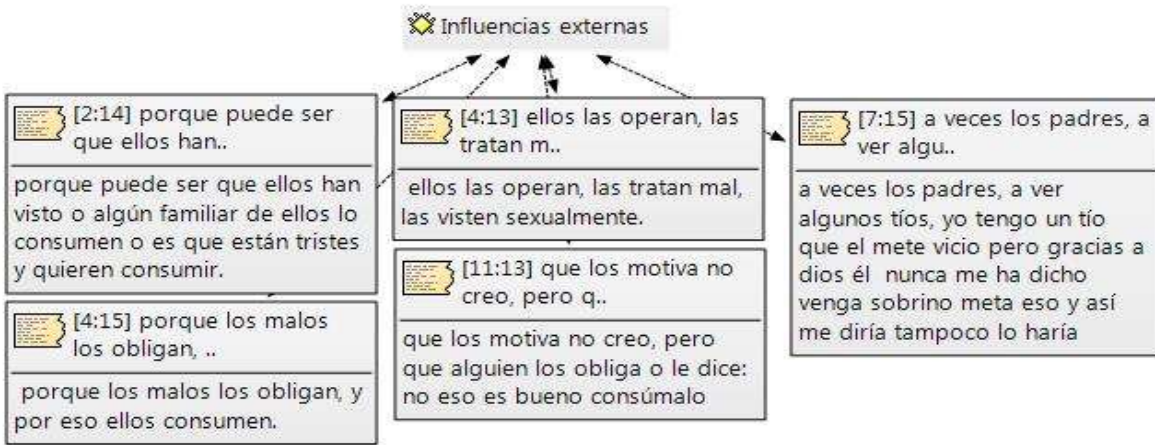 Influencias externas
[2:14] porque puede ser
que ellos han..
porque puede ser que ellos han
visto o algún familiar de ellos lo
consumen o es que están tristes
y quieren consumir.
[4:15] porque los malos
los obligan, ..
porque los malos los obligan, y
por eso ellos consumen.
[4:13] ellos las operan, las
tratan m..
ellos las operan, las tratan mal,
las visten sexualmente.
[11:13] que los motiva no
creo, pero q..
que los motiva no creo, pero
que alguien los obliga o le dice:
no eso es bueno consúmalo
[7:15] a veces los padres, a
ver algu..
a veces los padres, a ver
algunos tíos, yo tengo un tío
que el mete vicio pero gracias a
dios él nunca me ha dicho
venga sobrino meta eso y así
me diría tampoco lo haría